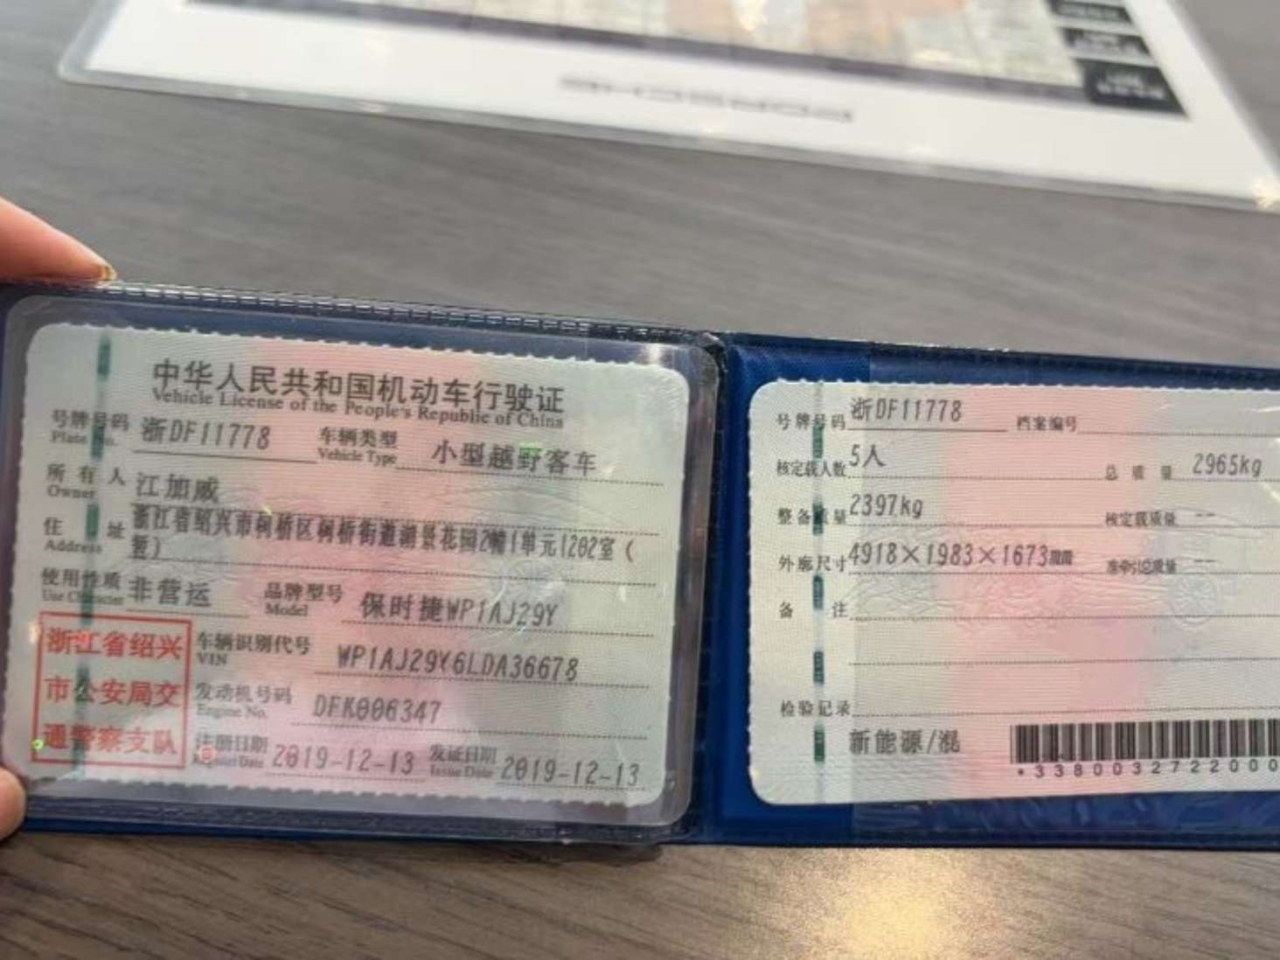 PORSCHE
中华人民共和国机动车行驶证
Vehicle License of the People's Republic of China
号牌号码 浙DF11778 车辆类型 小型越野客车
Plate No. Vehicle Type
所有人 江加威
Owner
住址 浙江省绍兴市柯桥区柯桥街道湖景花园2幢1单元1202室(
Address 暂)
使用性质 非营运 品牌型号 保时捷WP1AJ29Y
Use Character Model
浙江省绍兴
市公安局交
通警察支队
车辆识别代号 WP1AJ29Y6LDA36678
VIN
发动机号码 DFK006347
Engine No.
注册日期 2019-12-13 发证日期 2019-12-13
Register Date Issue Date
号牌号码 浙DF11778 档案编号
核定载人数 5人 总质量 2965kg
整备质量 2397kg 核定载质量 --
外廓尺寸 4918×1983×1673mm 准牵引总质量 --
备注
检验记录
新能源/混
*338003272200